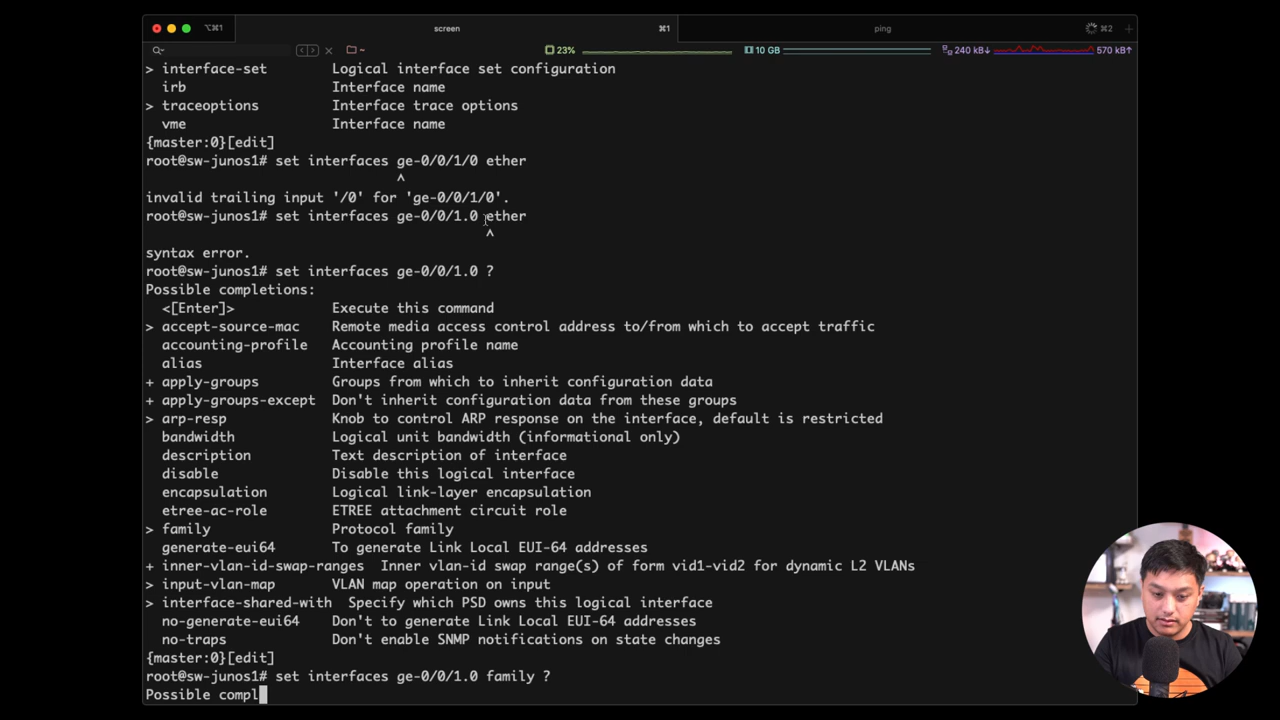 ⌥⌘1
screen
⌘1
ping
⌘2
~
23%
10 GB
240 kB↓
570 kB↑
> interface-set Logical interface set configuration
irb Interface name
> traceoptions Interface trace options
vme Interface name
{master:0}[edit]
root@sw-junos1# set interfaces ge-0/0/1/0 ether
^
invalid trailing input '/0' for 'ge-0/0/1/0'.
root@sw-junos1# set interfaces ge-0/0/1.0 ether
^
syntax error.
root@sw-junos1# set interfaces ge-0/0/1.0 ?
Possible completions:
<[Enter]> Execute this command
> accept-source-mac Remote media access control address to/from which to accept traffic
accounting-profile Accounting profile name
alias Interface alias
+ apply-groups Groups from which to inherit configuration data
+ apply-groups-except Don't inherit configuration data from these groups
> arp-resp Knob to control ARP response on the interface, default is restricted
bandwidth Logical unit bandwidth (informational only)
description Text description of interface
disable Disable this logical interface
encapsulation Logical link-layer encapsulation
etree-ac-role ETREE attachment circuit role
> family Protocol family
generate-eui64 To generate Link Local EUI-64 addresses
+ inner-vlan-id-swap-ranges Inner vlan-id swap range(s) of form vid1-vid2 for dynamic L2 VLANs
> input-vlan-map VLAN map operation on input
> interface-shared-with Specify which PSD owns this logical interface
no-generate-eui64 Don't to generate Link Local EUI-64 addresses
no-traps Don't enable SNMP notifications on state changes
{master:0}[edit]
root@sw-junos1# set interfaces ge-0/0/1.0 family ?
Possible compl